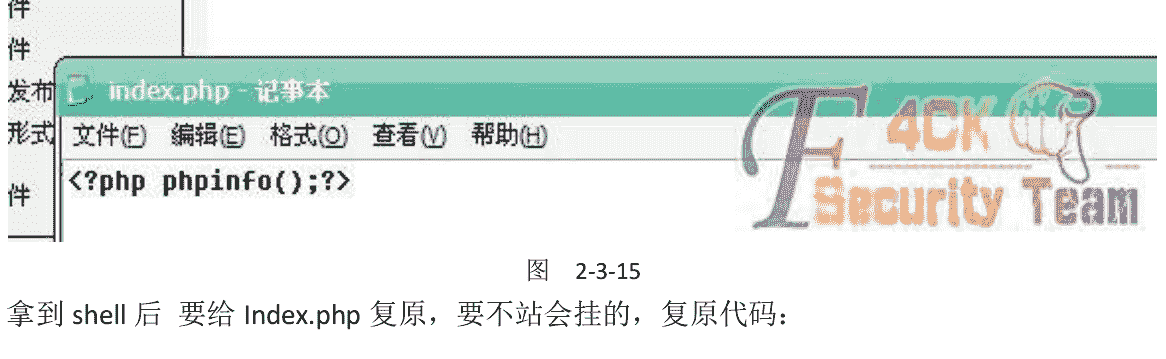 件
件
发布
形式
件
index.php - 记事本
文件(F) 编辑(E) 格式(O) 查看(V) 帮助(H)
<?php phpinfo();?>
F4CK
Security Team
图 2-3-15
拿到 shell 后 要给 Index.php 复原，要不站会挂的，复原代码：